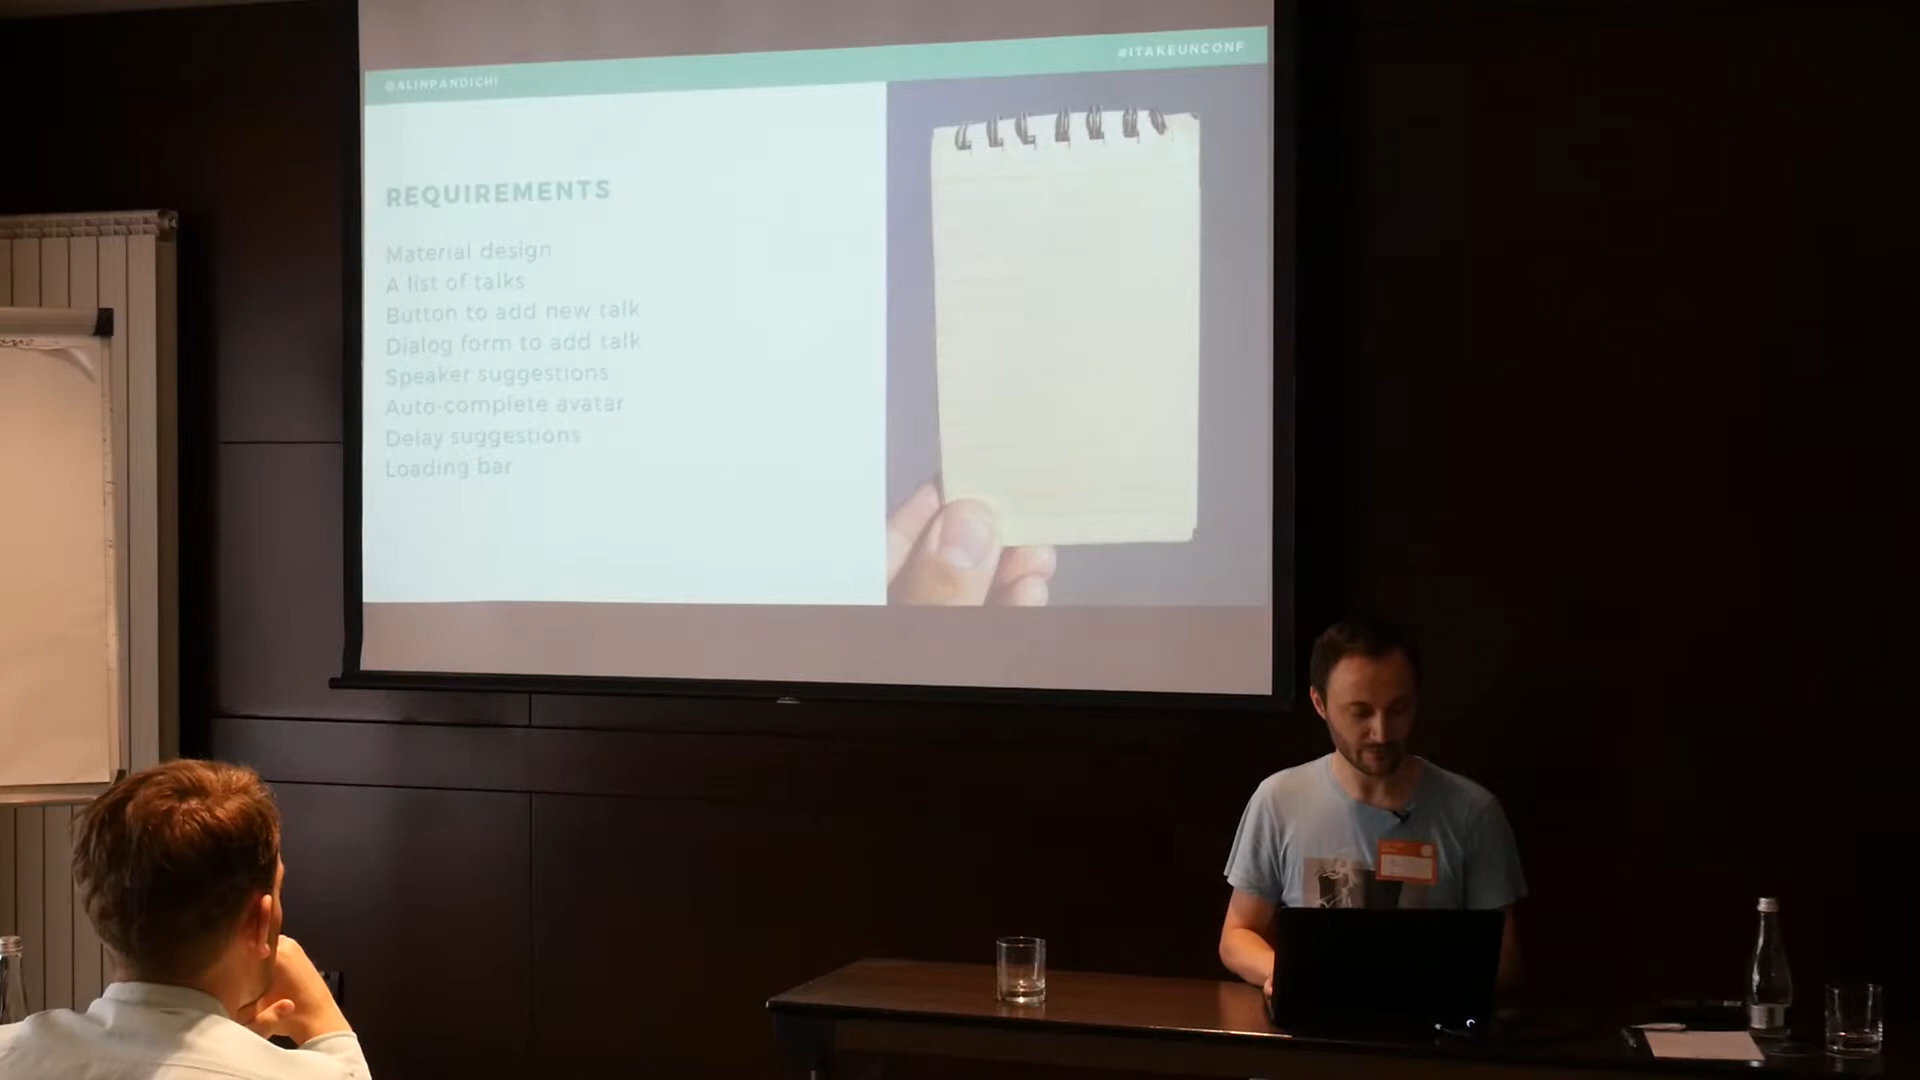 @ALINPANDICHI
#ITAKEUNCONF
REQUIREMENTS
Material design
A list of talks
Button to add new talk
Dialog form to add talk
Speaker suggestions
Auto-complete avatar
Delay suggestions
Loading bar